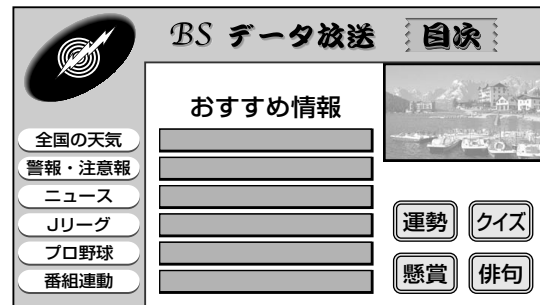 BS データ放送 目次
おすすめ情報
全国の天気
警報・注意報
ニュース
Jリーグ
プロ野球
番組連動
運勢 クイズ
懸賞 俳句